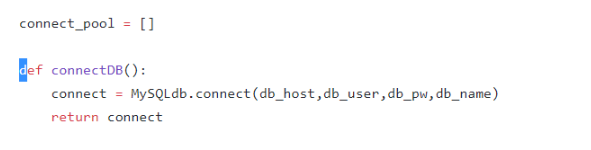 connect_pool = []
def connectDB():
    connect = MySQLdb.connect(db_host,db_user,db_pw,db_name)
    return connect